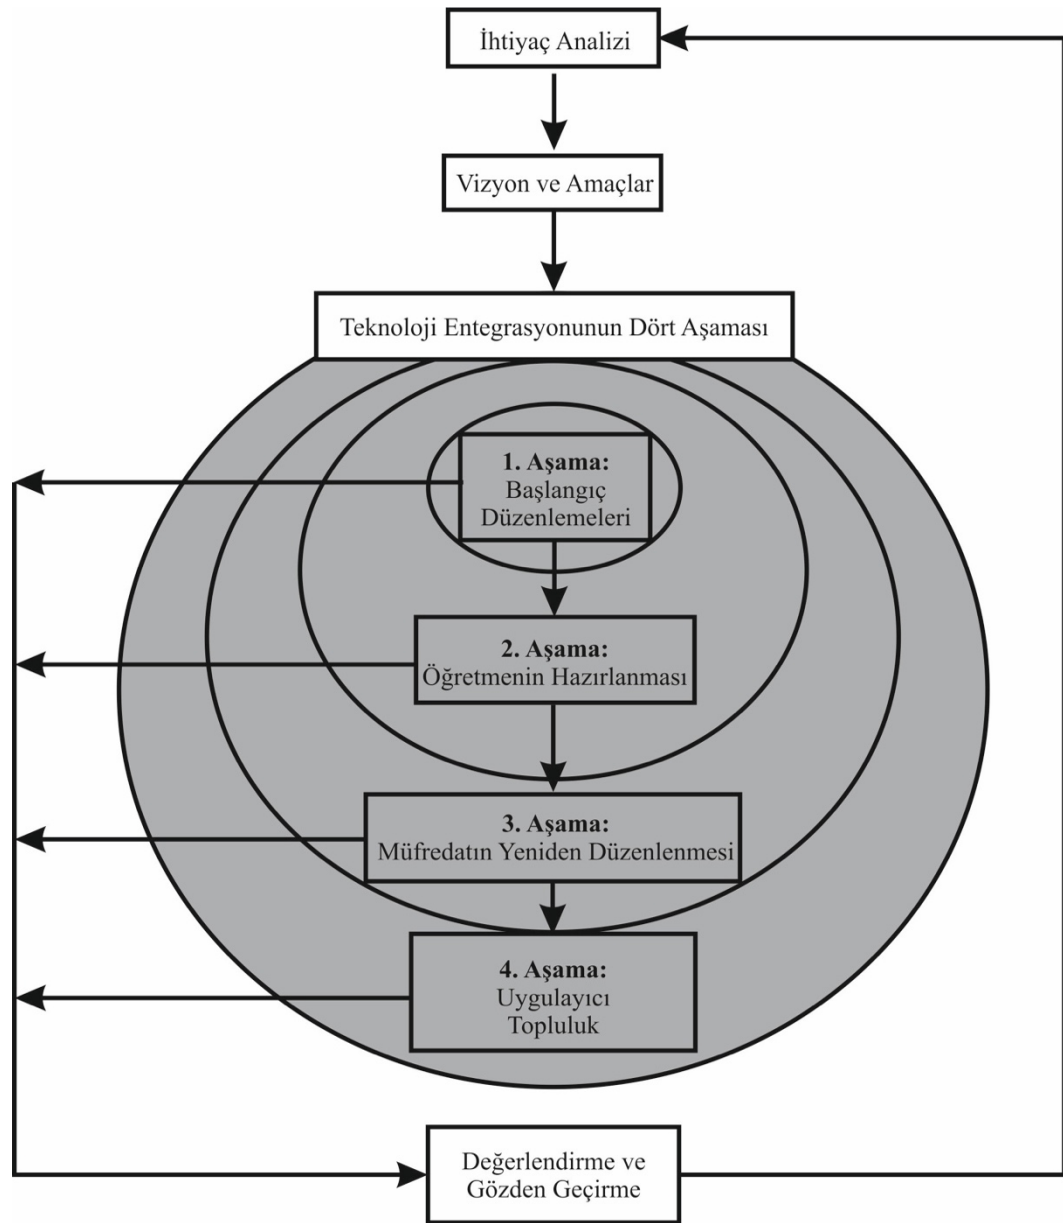 İhtiyaç Analizi
Vizyon ve Amaçlar
Teknoloji Entegrasyonunun Dört Aşaması
1. Aşama:
Başlangıç
Düzenlemeleri
2. Aşama:
Öğretmenin Hazırlanması
3. Aşama:
Müfredatın Yeniden Düzenlenmesi
4. Aşama:
Uygulayıcı
Topluluk
Değerlendirme ve
Gözden Geçirme